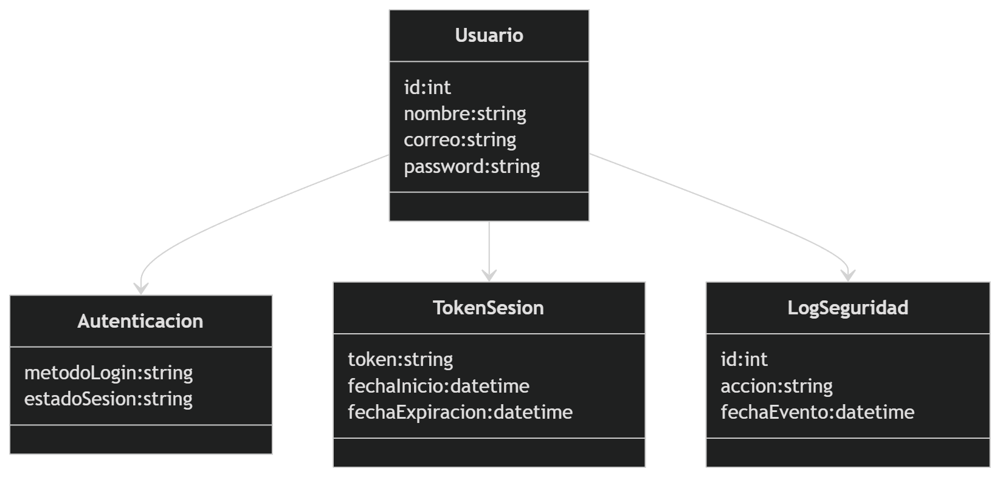 Usuario
id:int
nombre:string
correo:string
password:string
Autenticacion
metodoLogin:string
estadoSesion:string
TokenSesion
token:string
fechaInicio:datetime
fechaExpiracion:datetime
LogSeguridad
id:int
accion:string
fechaEvento:datetime